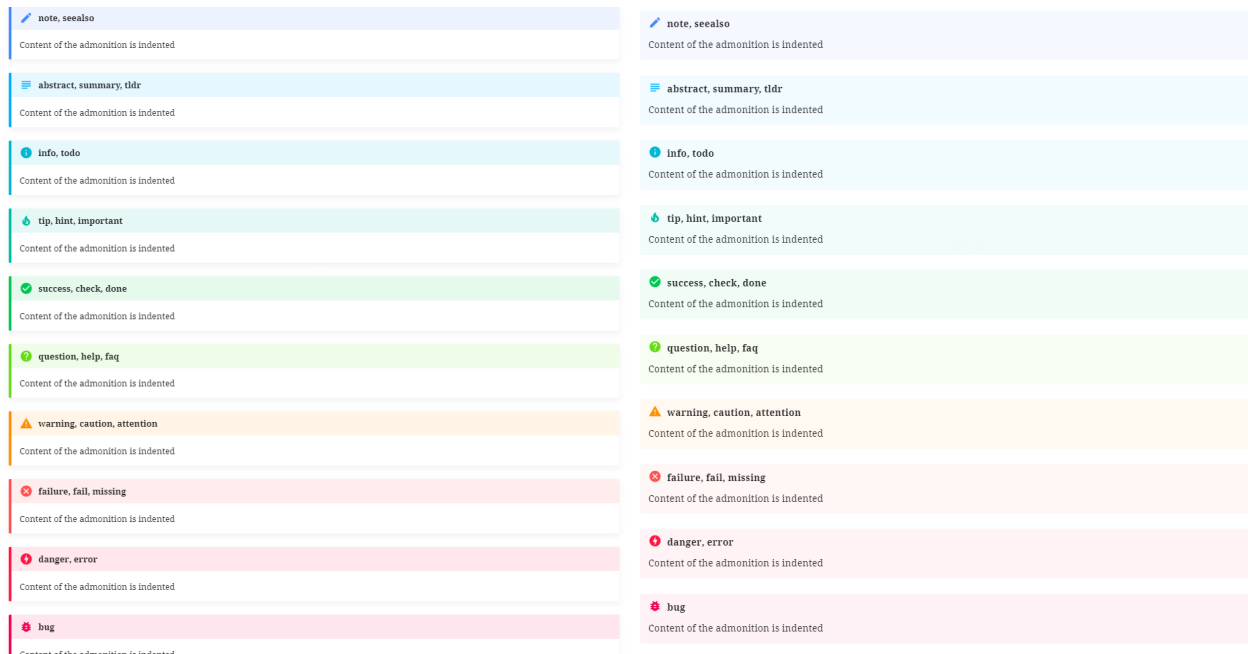 note, seealso
Content of the admonition is indented
abstract, summary, tldr
Content of the admonition is indented
info, todo
Content of the admonition is indented
tip, hint, important
Content of the admonition is indented
success, check, done
Content of the admonition is indented
question, help, faq
Content of the admonition is indented
warning, caution, attention
Content of the admonition is indented
failure, fail, missing
Content of the admonition is indented
danger, error
Content of the admonition is indented
bug
Content of the admonition is indented
note, seealso
Content of the admonition is indented
abstract, summary, tldr
Content of the admonition is indented
info, todo
Content of the admonition is indented
tip, hint, important
Content of the admonition is indented
success, check, done
Content of the admonition is indented
question, help, faq
Content of the admonition is indented
warning, caution, attention
Content of the admonition is indented
failure, fail, missing
Content of the admonition is indented
danger, error
Content of the admonition is indented
bug
Content of the admonition is indented